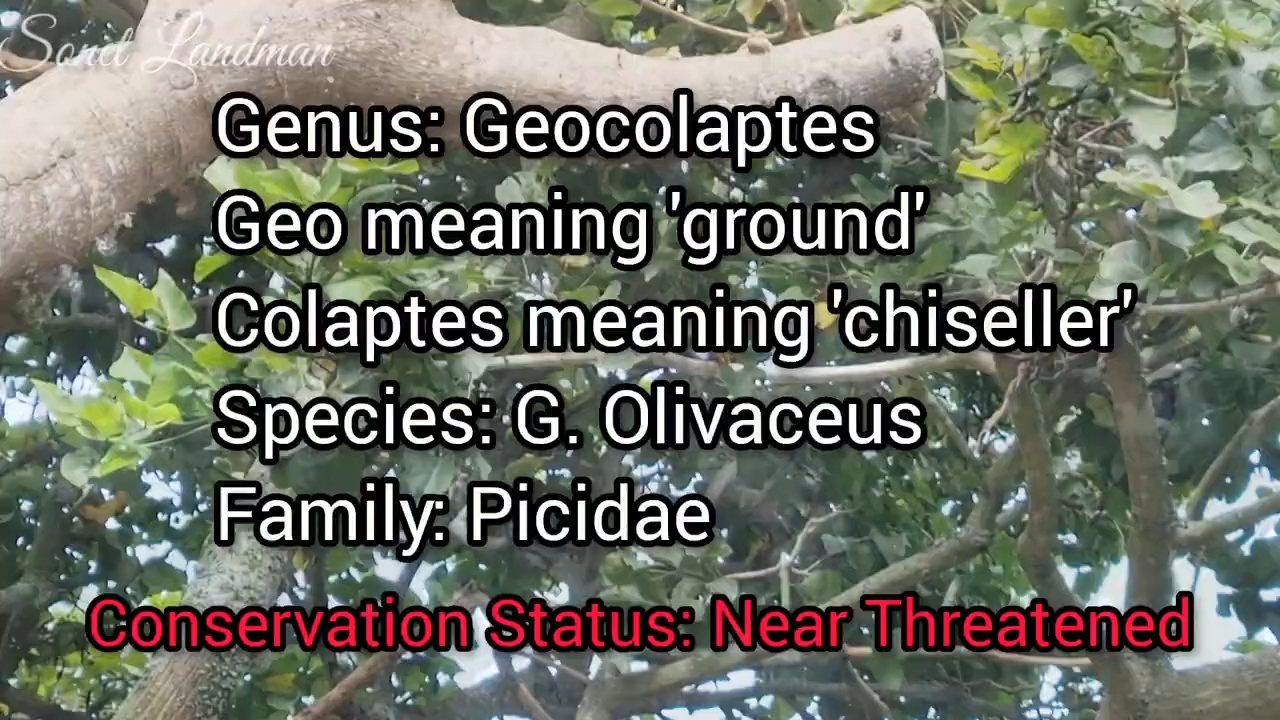 Sonet Landman
Genus: Geocolaptes
Geo meaning 'ground'
Colaptes meaning 'chiseller'
Species: G. Olivaceus
Family: Picidae
Conservation Status: Near Threatened